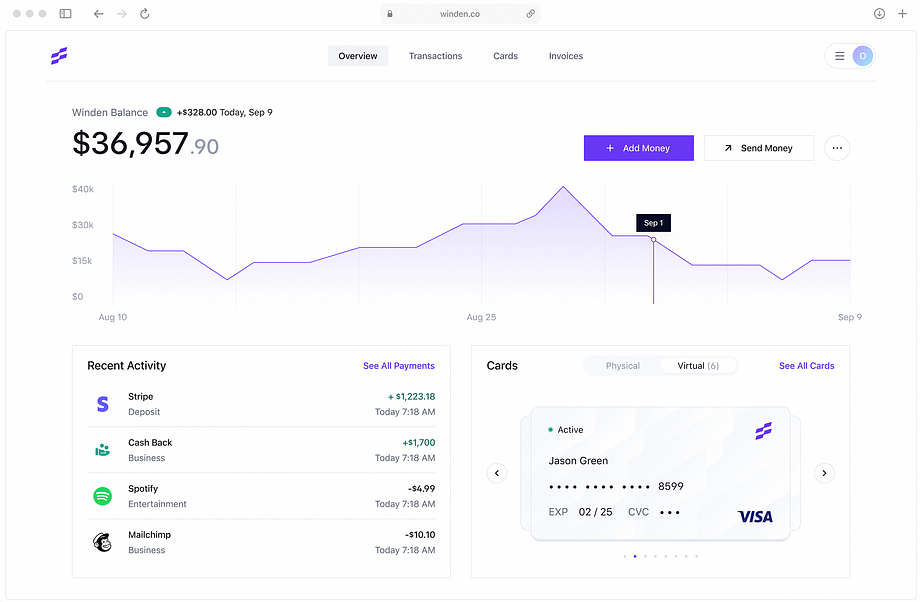 winden.co
Overview Transactions Cards Invoices
O
Winden Balance +$328.00 Today, Sep 9
$36,957.90
+ Add Money
Send Money
$40k
$30k
$15k
$0
Sep 1
Aug 10 Aug 25 Sep 9
Recent Activity See All Payments
S Stripe + $1,223.18
Deposit Today 7:18 AM
Cash Back +$1,700
Business Today 7:18 AM
Spotify -$4.99
Entertainment Today 7:18 AM
Mailchimp -$10.10
Business Today 7:18 AM
Cards Physical Virtual (6) See All Cards
Active
Jason Green
•••• •••• •••• 8599
EXP 02 / 25 CVC •••
VISA